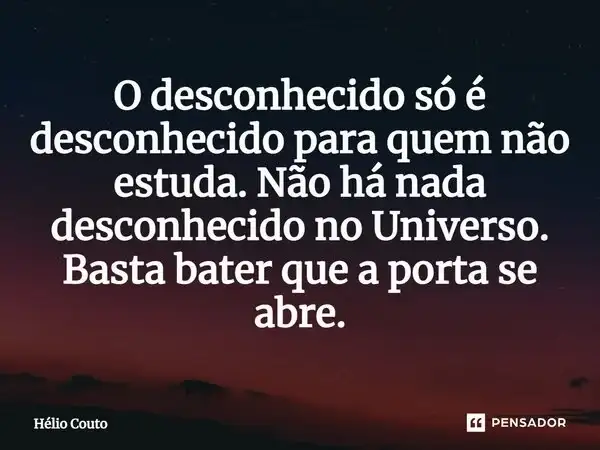 O desconhecido só é
desconhecido para quem não
estuda. Não há nada
desconhecido no Universo.
Basta bater que a porta se
abre.
Hélio Couto
PENSADOR